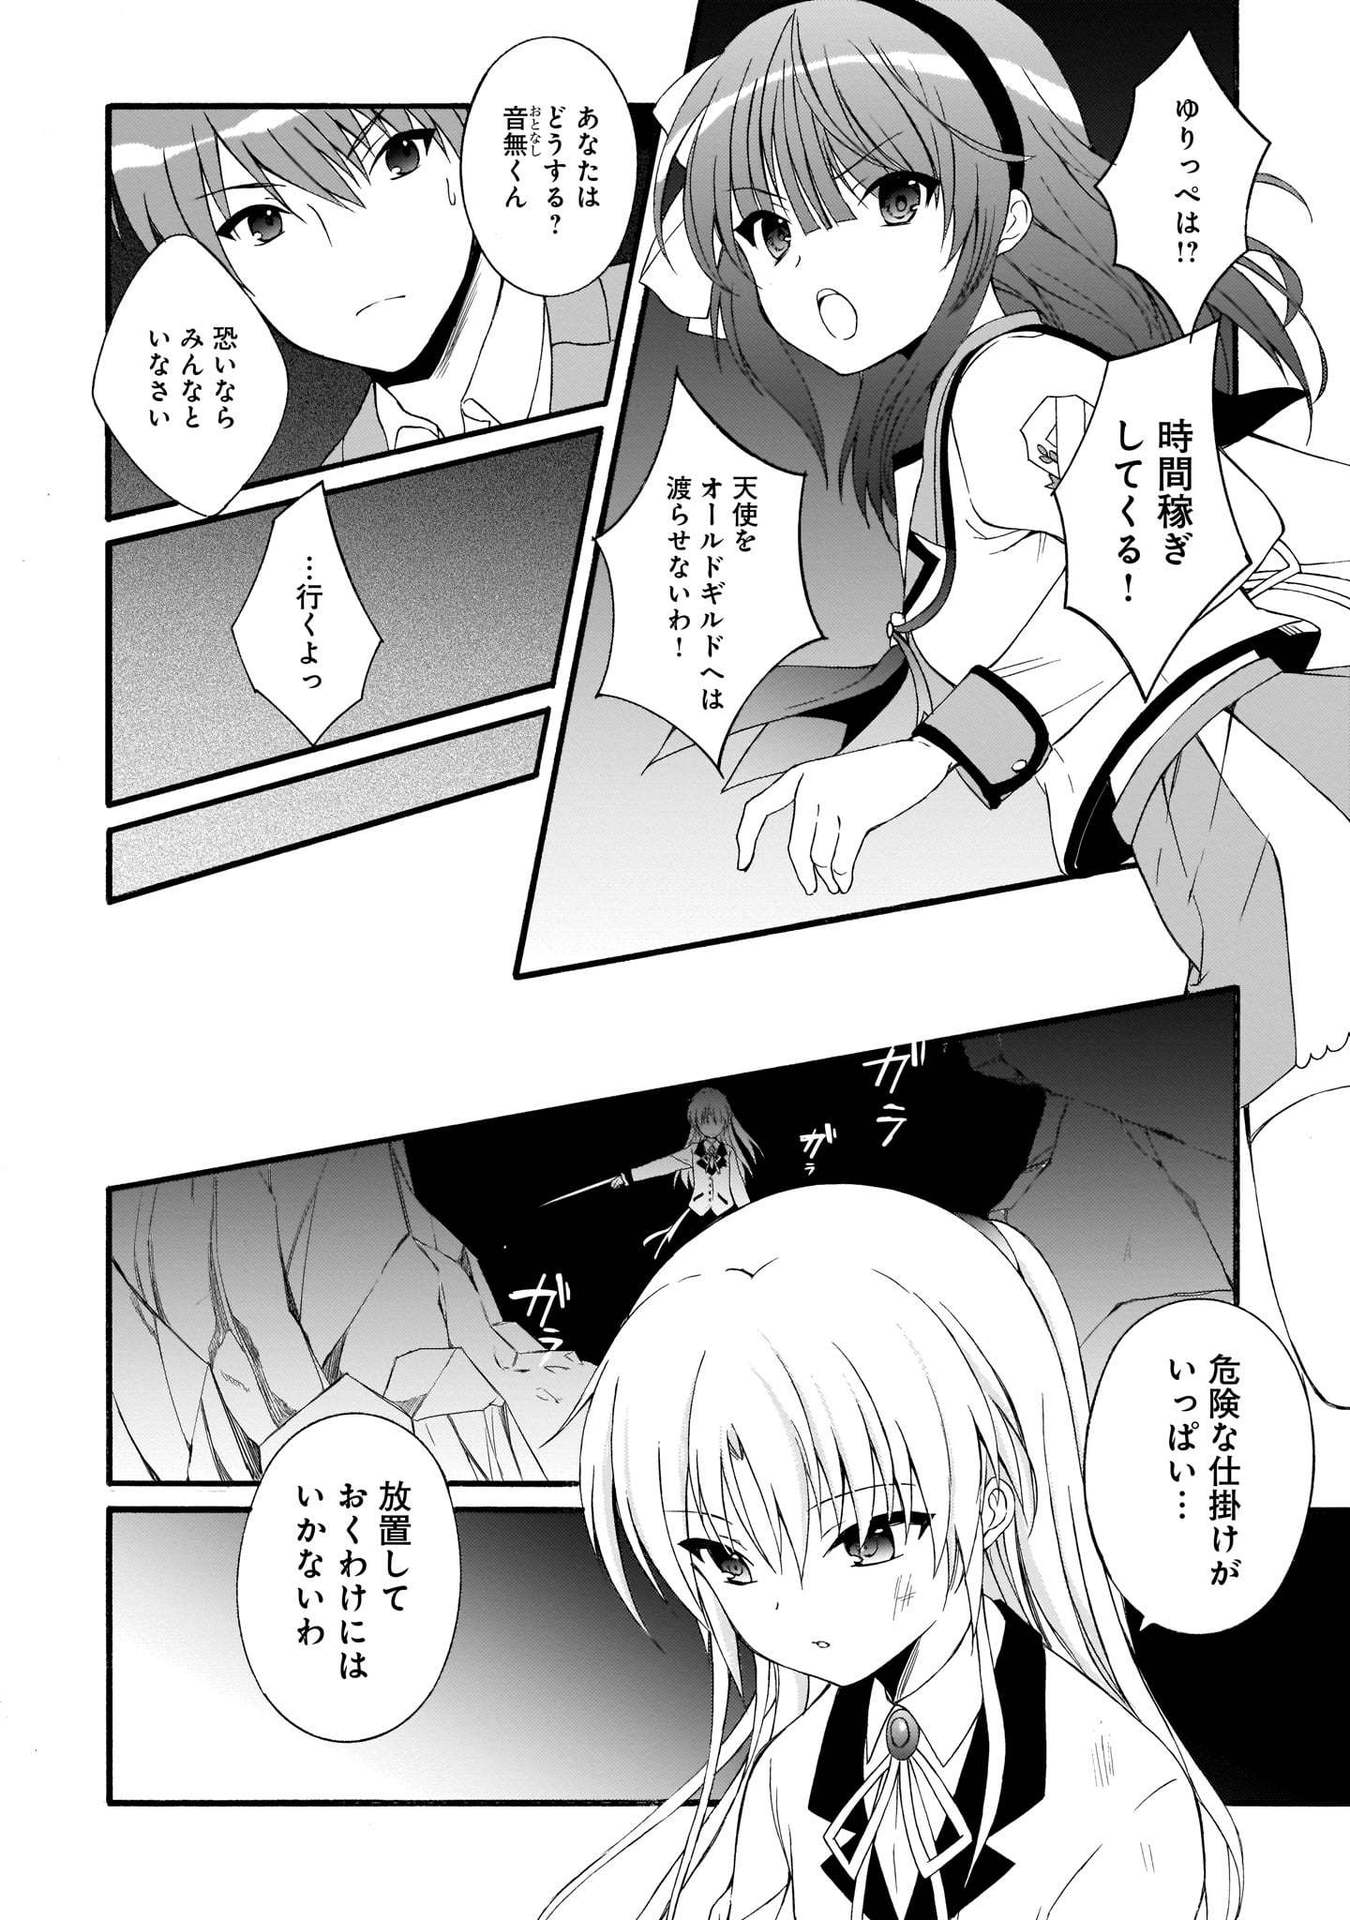 ゆりっぺは!?
時間稼ぎ
してくる!
天使を
オールドギルドへは
渡らせないわ!
あなたは
どうする?
音無くん
おとなし
恐いなら
みんなと
いなさい
…行くよっ
ガラ
ガラ
ガラ
危険な仕掛けが
いっぱい…
放置して
おくわけには
いかないわ